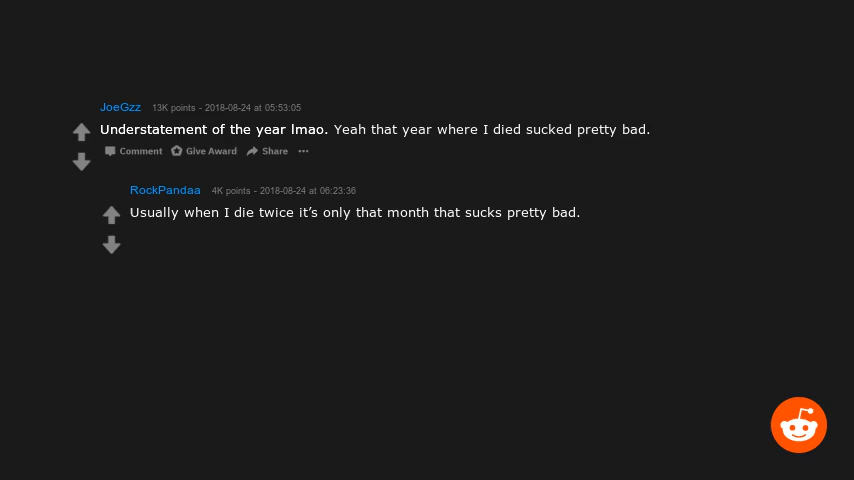 JoeGzz 13K points - 2018-08-24 at 05:53:05
Understatement of the year lmao. Yeah that year where I died sucked pretty bad.
Comment Give Award Share ···
RockPandaa 4K points - 2018-08-24 at 06:23:36
Usually when I die twice it’s only that month that sucks pretty bad.